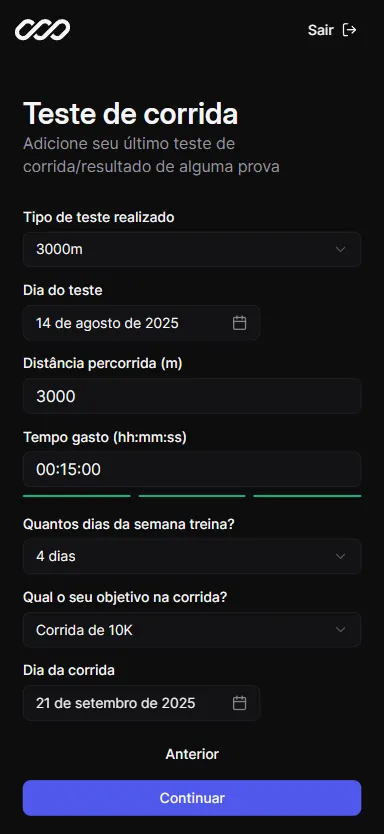 Sair
Teste de corrida
Adicione seu último teste de
corrida/resultado de alguma prova
Tipo de teste realizado
3000m
Dia do teste
14 de agosto de 2025
Distância percorrida (m)
3000
Tempo gasto (hh:mm:ss)
00:15:00
Quantos dias da semana treina?
4 dias
Qual o seu objetivo na corrida?
Corrida de 10K
Dia da corrida
21 de setembro de 2025
Anterior
Continuar